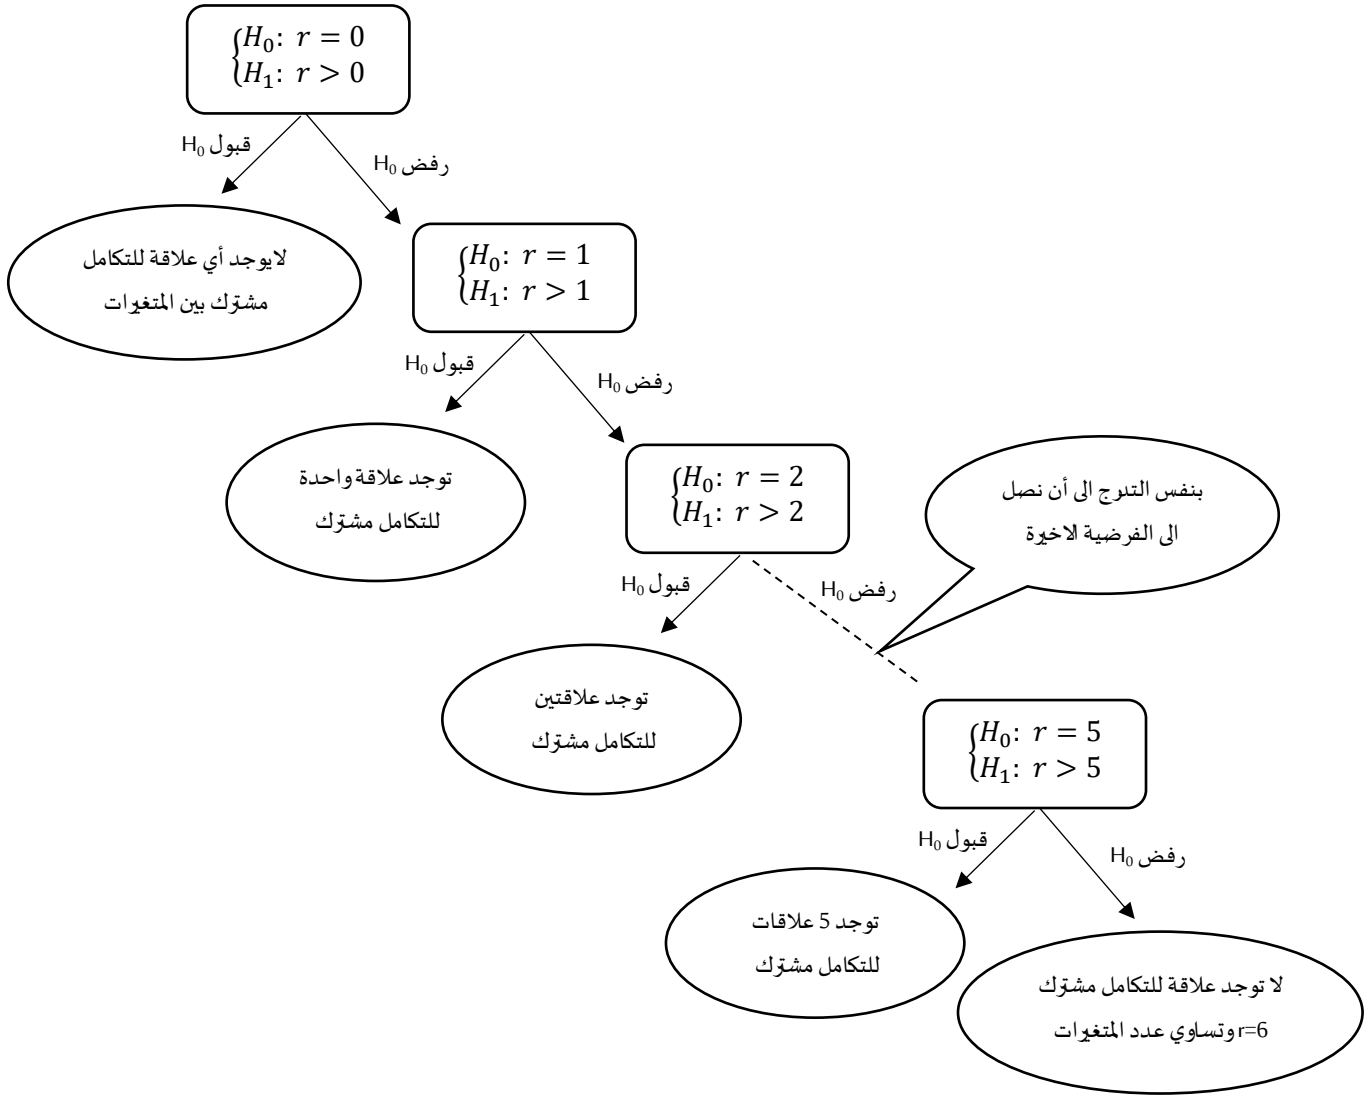 H₀: r = 0
H₁: r > 0
قبول H₀
رفض H₀
لايوجد أي علاقة للتكامل
مشترك بين المتغيرات
H₀: r = 1
H₁: r > 1
قبول H₀
رفض H₀
توجد علاقة واحدة
للتكامل مشترك
H₀: r = 2
H₁: r > 2
بنفس التدرج الى أن نصل
الى الفرضية الاخيرة
قبول H₀
رفض H₀
توجد علاقتين
للتكامل مشترك
H₀: r = 5
H₁: r > 5
قبول H₀
رفض H₀
توجد 5 علاقات
للتكامل مشترك
لا توجد علاقة للتكامل مشترك
r=6 وتساوي عدد المتغيرات